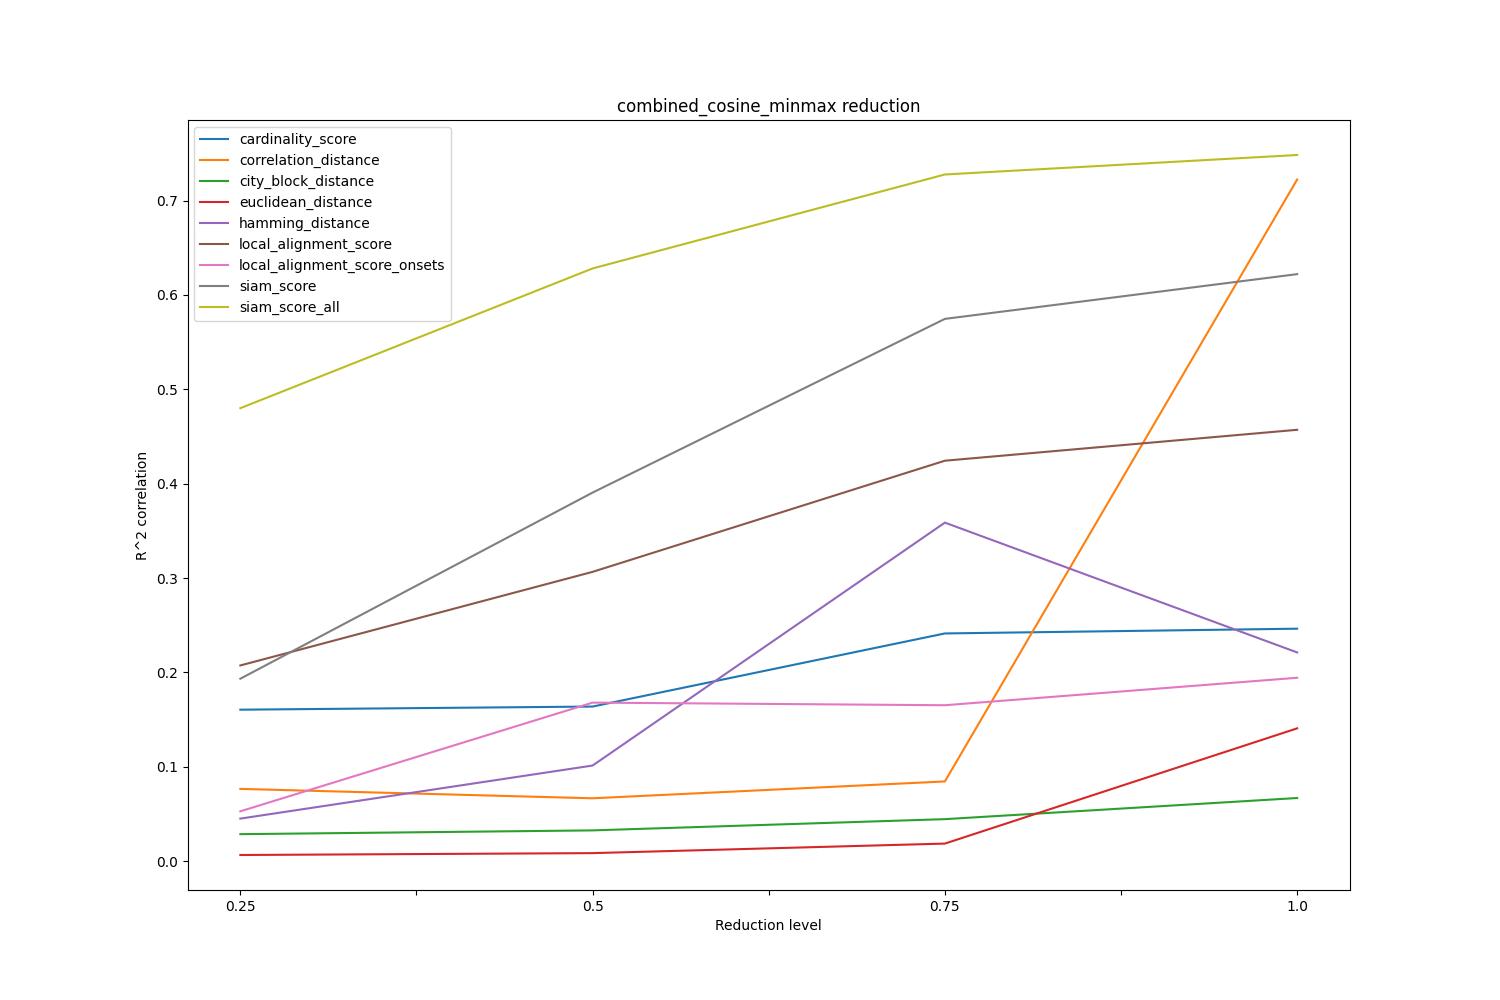 combined_cosine_minmax reduction
cardinality_score
correlation_distance
city_block_distance
euclidean_distance
hamming_distance
local_alignment_score
local_alignment_score_onsets
siam_score
siam_score_all
R^2 correlation
0.7
0.6
0.5
0.4
0.3
0.2
0.1
0.0
0.25 0.5 0.75 1.0
Reduction level